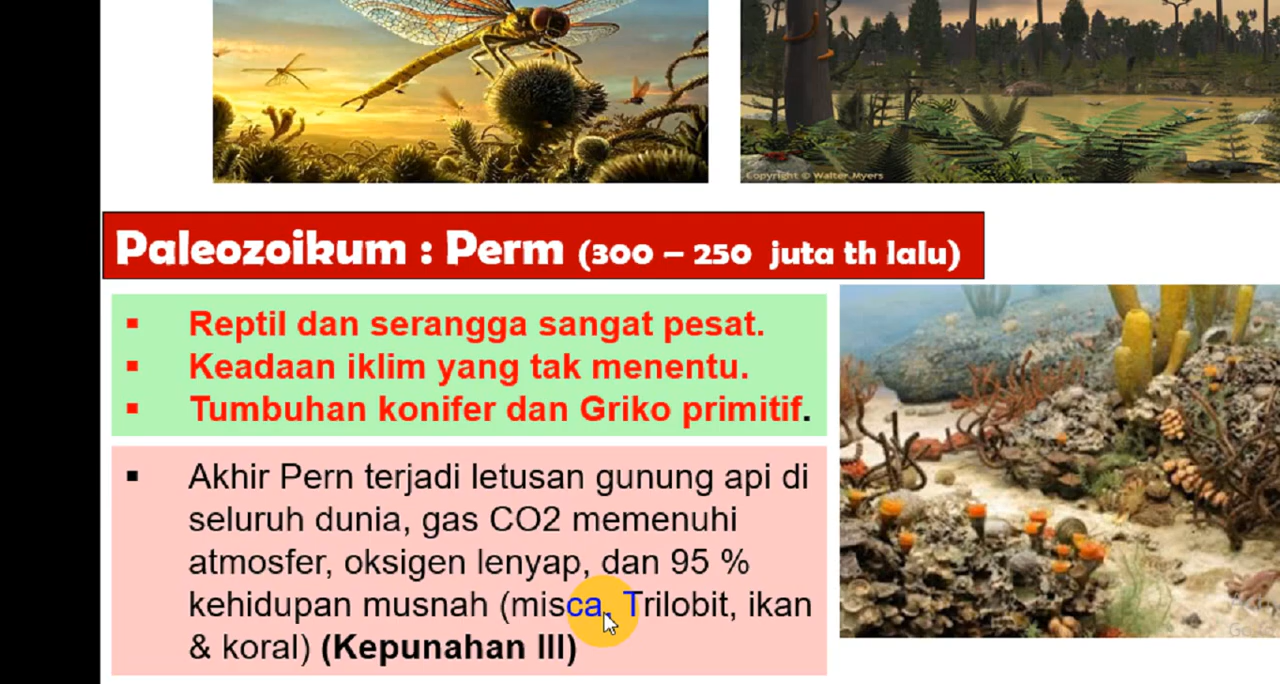 Copyright © Walter Myers
Paleozoikum : Perm (300 – 250 juta th lalu)
▪ Reptil dan serangga sangat pesat.
▪ Keadaan iklim yang tak menentu.
▪ Tumbuhan konifer dan Griko primitif.
▪ Akhir Pern terjadi letusan gunung api di
seluruh dunia, gas CO2 memenuhi
atmosfer, oksigen lenyap, dan 95 %
kehidupan musnah (misca, Trilobit, ikan
& koral) (Kepunahan III)